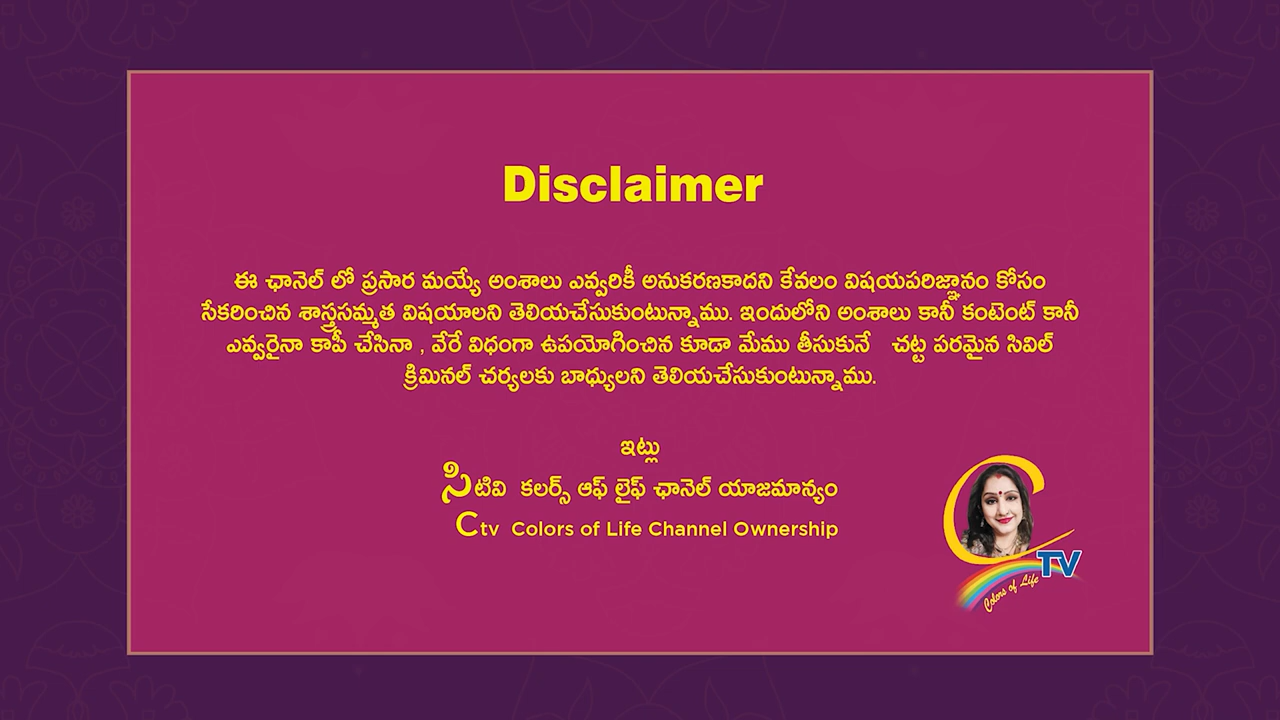 Disclaimer
ఈ ఛానెల్ లో ప్రసార మయ్యే అంశాలు ఎవ్వరికీ అనుకరణకాదని కేవలం విషయపరిజ్ఞానం కోసం
సేకరించిన శాస్త్రసమ్మత విషయాలని తెలియచేసుకుంటున్నాము. ఇందులోని అంశాలు కానీ కంటెంట్ కానీ
ఎవ్వరైనా కాపీ చేసినా , వేరే విధంగా ఉపయోగించిన కూడా మేము తీసుకునే చట్ట పరమైన సివిల్
క్రిమినల్ చర్యలకు బాధ్యులని తెలియచేసుకుంటున్నాము.
ఇట్లు
సిటివి కలర్స్ ఆఫ్ లైఫ్ ఛానెల్ యాజమాన్యం
Ctv Colors of Life Channel Ownership
C TV
Colors of Life